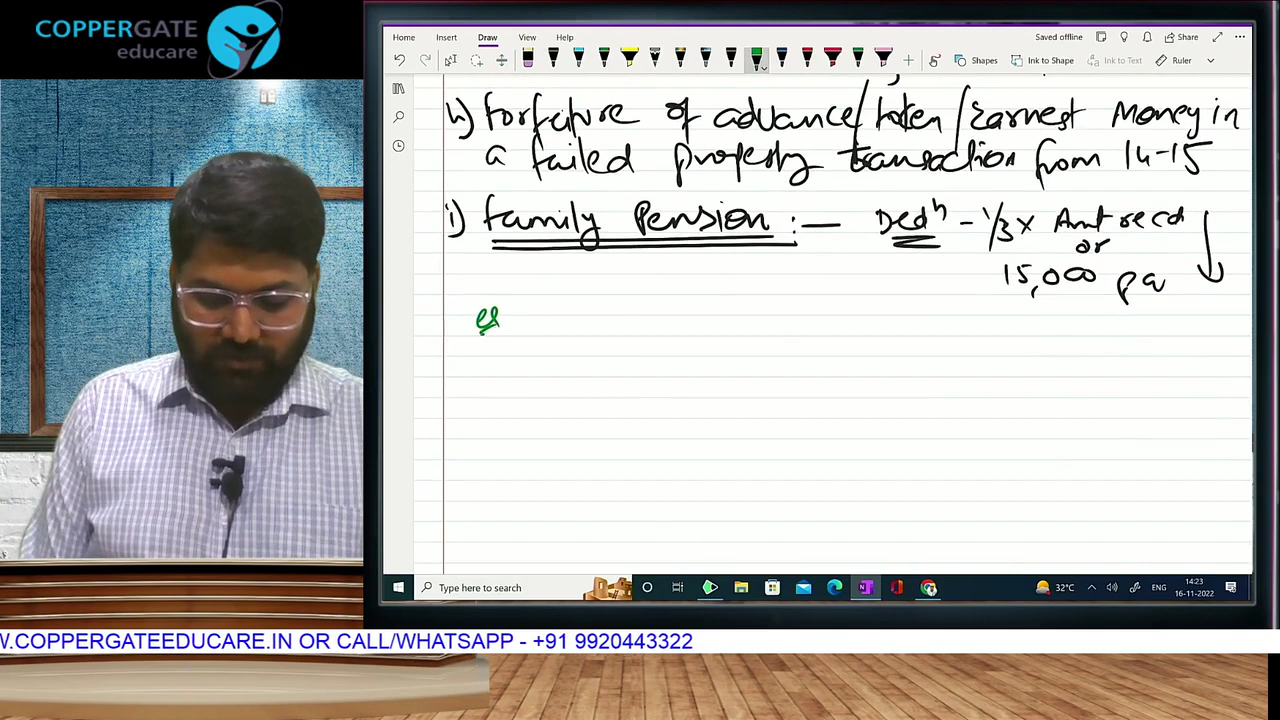 COPPERGATE
educare
Home Insert Draw View Help
Saved offline
Share
Shapes Ink to Shape Ink to Text Ruler
h) Forfeiture of advance/token/Earnest Money in
a failed property transaction from 14-15
i) Family Pension :— Dedn - 1/3 x Amt recd ↓
or
15,000 pa
eg
Type here to search
32°C
ENG
14:23
16-11-2022
W.COPPERGATEEDUCARE.IN OR CALL/WHATSAPP - +91 9920443322